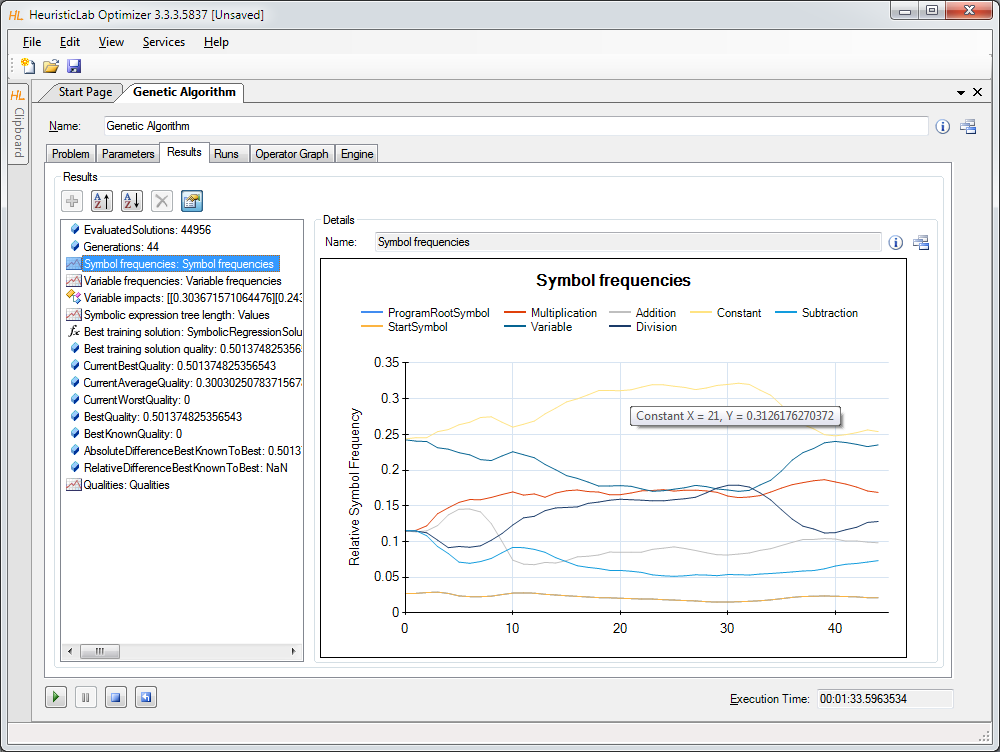 HL HeuristicLab Optimizer 3.3.3.5837 [Unsaved]
File Edit View Services Help
HL Clipboard
Start Page Genetic Algorithm
Name: Genetic Algorithm
Problem Parameters Results Runs Operator Graph Engine
Results
EvaluatedSolutions: 44956
Generations: 44
Symbol frequencies: Symbol frequencies
Variable frequencies: Variable frequencies
Variable impacts: [[0.303671571064476][0.243
Symbolic expression tree length: Values
Best training solution: SymbolicRegressionSolu
Best training solution quality: 0.501374825356
CurrentBestQuality: 0.501374825356543
CurrentAverageQuality: 0.300302507837156
CurrentWorstQuality: 0
BestQuality: 0.501374825356543
BestKnownQuality: 0
AbsoluteDifferenceBestKnownToBest: 0.5013
RelativeDifferenceBestKnownToBest: NaN
Qualities: Qualities
Details
Name: Symbol frequencies
Symbol frequencies
ProgramRootSymbol Multiplication Addition Constant Subtraction
StartSymbol Variable Division
Relative Symbol Frequency
0.35
0.3
0.25
0.2
0.15
0.1
0.05
0
0 10 20 30 40
Constant X = 21, Y = 0.3126176270372
Execution Time: 00:01:33.5963534